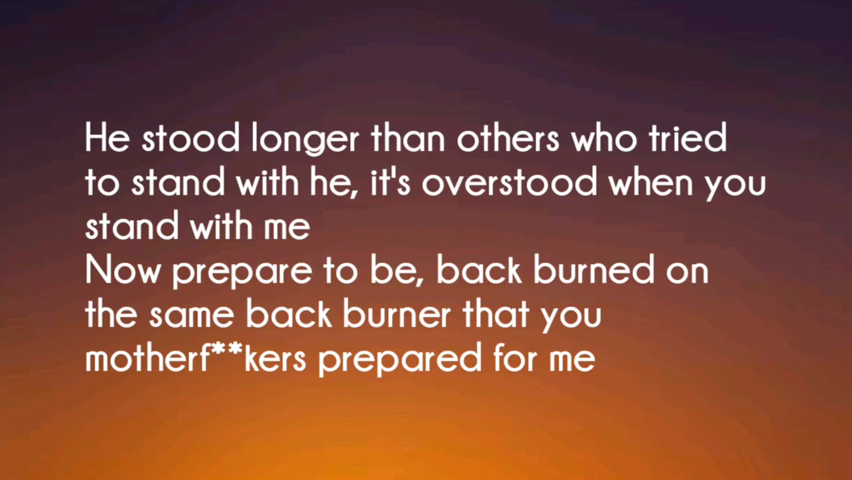 He stood longer than others who tried
to stand with he, it's overstood when you
stand with me
Now prepare to be, back burned on
the same back burner that you
motherf**kers prepared for me